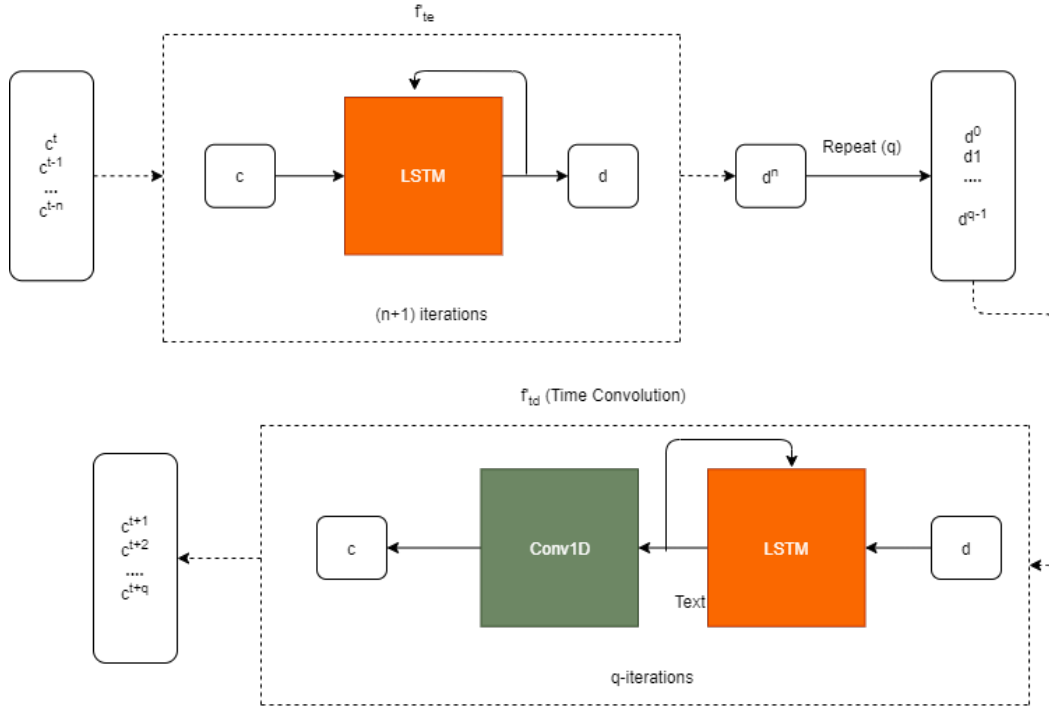 f'te
c^t
c^t-1
...
c^t-n
c
LSTM
d
(n+1) iterations
d^n
Repeat (q)
d^0
d1
....
d^q-1
f'td (Time Convolution)
c^t+1
c^t+2
....
c^t+q
c
Conv1D
LSTM
d
Text
q-iterations